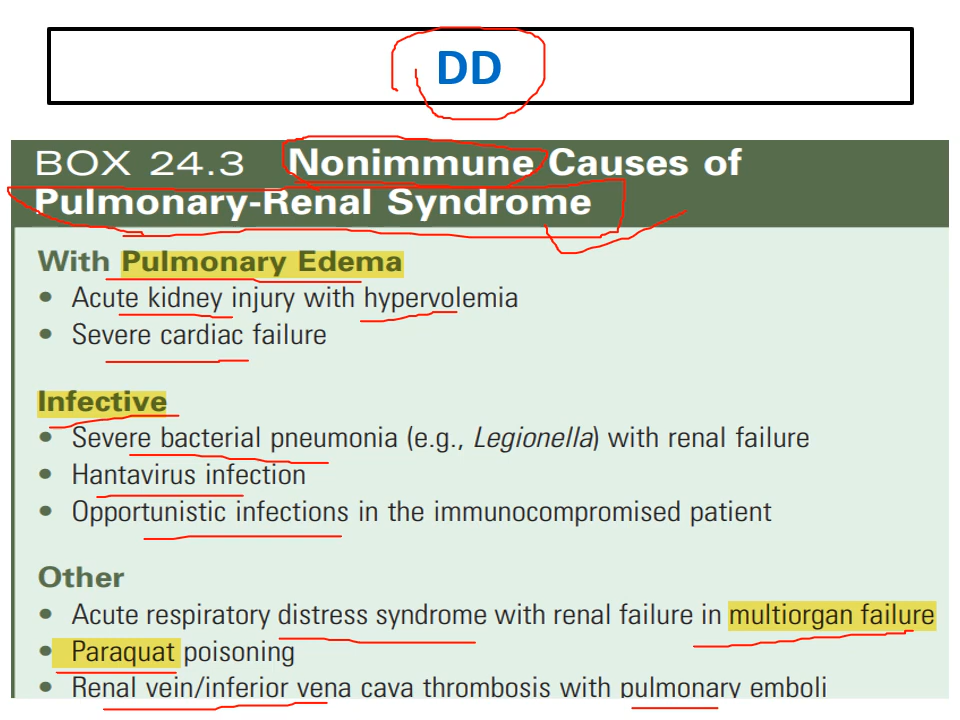 DD
BOX 24.3 Nonimmune Causes of
Pulmonary-Renal Syndrome
With Pulmonary Edema
• Acute kidney injury with hypervolemia
• Severe cardiac failure
Infective
• Severe bacterial pneumonia (e.g., Legionella) with renal failure
• Hantavirus infection
• Opportunistic infections in the immunocompromised patient
Other
• Acute respiratory distress syndrome with renal failure in multiorgan failure
• Paraquat poisoning
• Renal vein/inferior vena cava thrombosis with pulmonary emboli